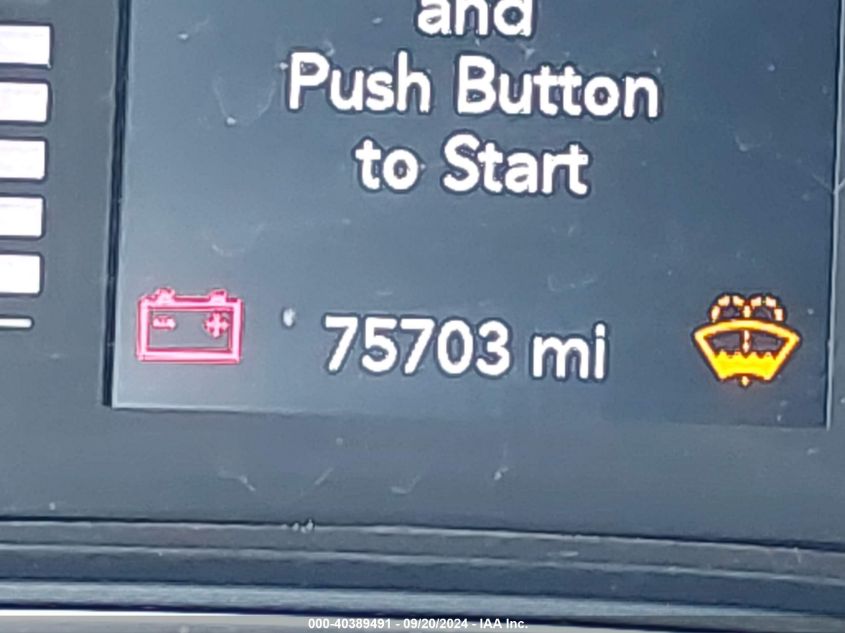 and
Push Button
to Start
75703 mi
000-40389491 - 09/20/2024 - IAA Inc.